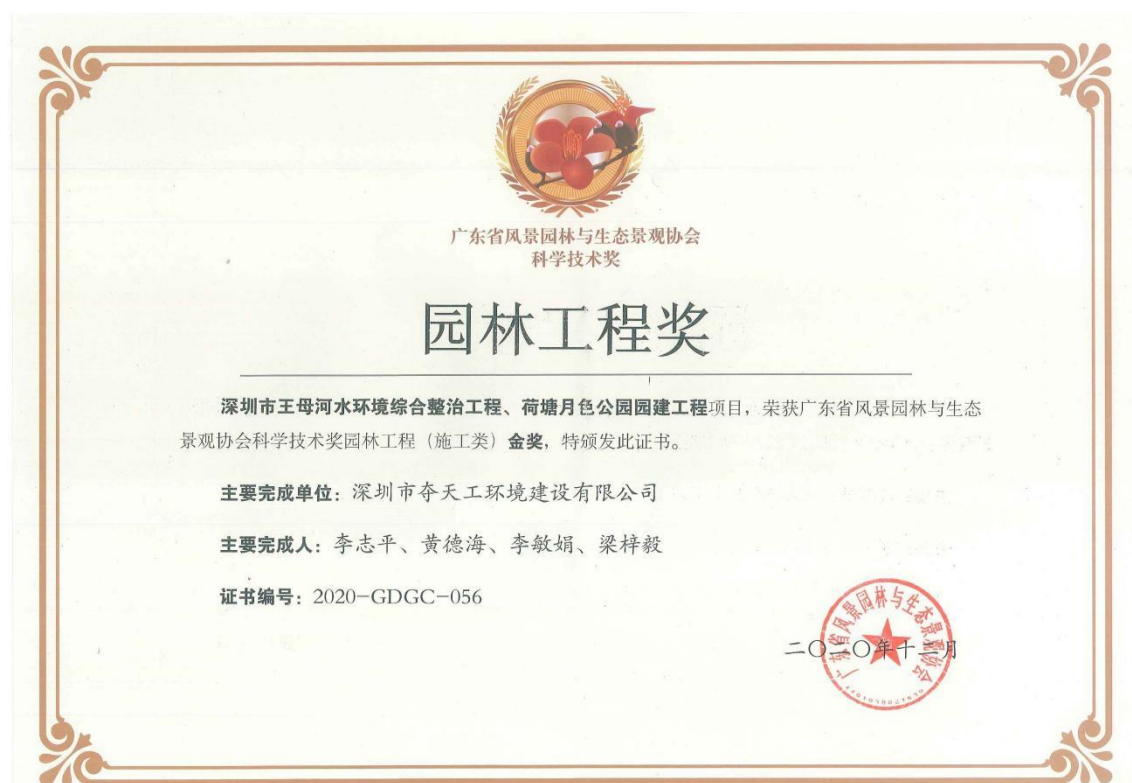 广东省风景园林与生态景观协会
科学技术奖
园林工程奖
深圳市王母河水环境综合整治工程、荷塘月色公园园建工程项目，荣获广东省风景园林与生态
景观协会科学技术奖园林工程（施工类）金奖，特颁发此证书。
主要完成单位：深圳市夺天工环境建设有限公司
主要完成人：李志平、黄德海、李敏娟、梁梓毅
证书编号：2020-GDGC-056
广东省风景园林与生态景观协会
二〇二〇年十二月